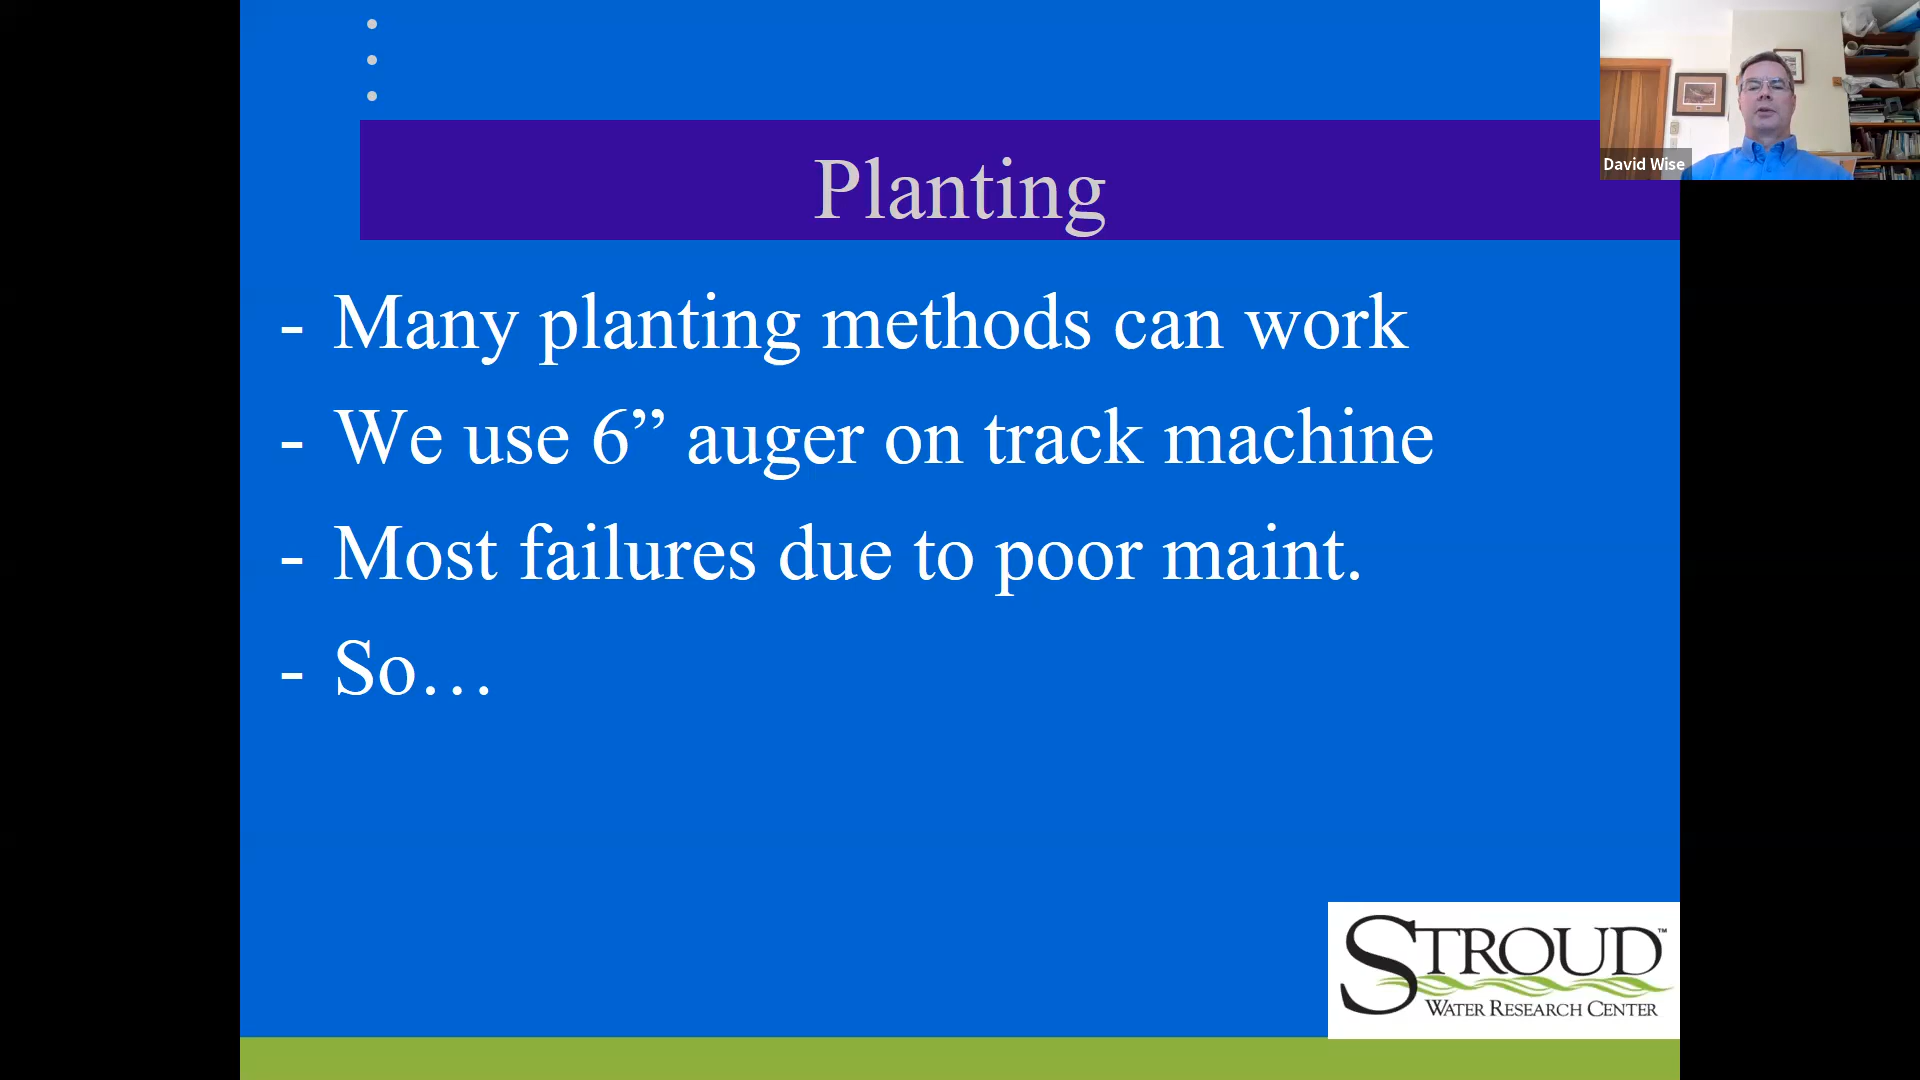 Planting
David Wise
- Many planting methods can work
- We use 6” auger on track machine
- Most failures due to poor maint.
- So…
STROUD™
WATER RESEARCH CENTER